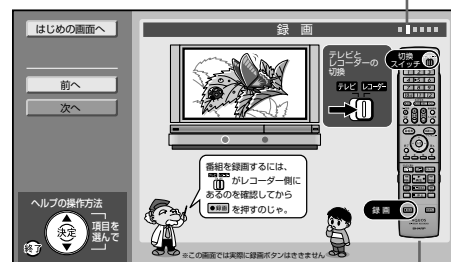 はじめの画面へ
前へ
次へ
ヘルプの操作方法
決定
項目を
選んで
終了
録 画
テレビと
レコーダーの
切換
テレビ レコーダー
切換
スイッチ
番組を録画するには、
がレコーダー側に
あるのを確認してから
●録画 を押すのじゃ。
録 画
※この画面では実際に録画ボタンはききません